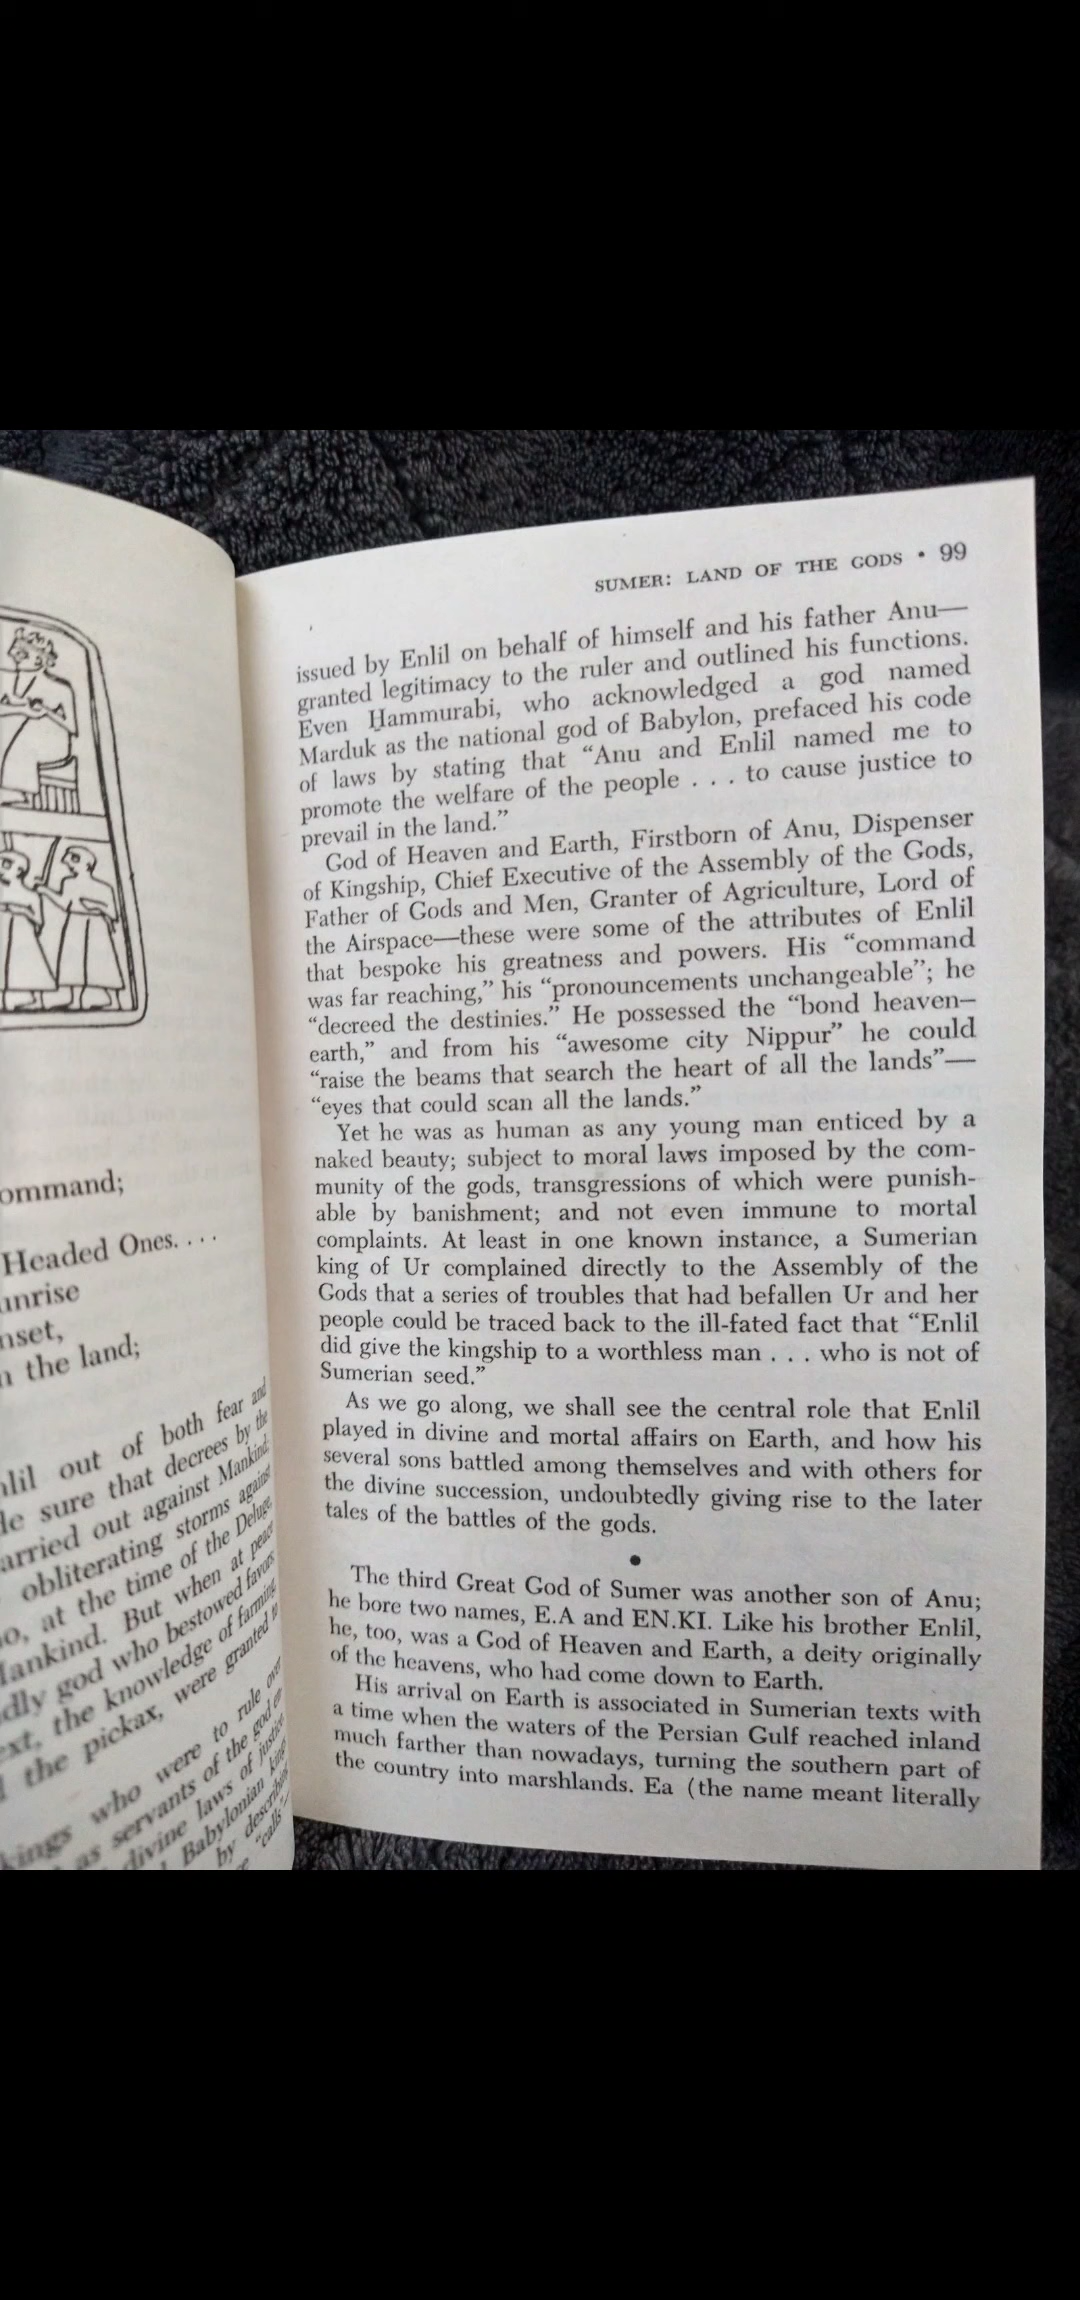 ommand;
Headed Ones. . . .
unrise
nset,
the land;
lil out of both fear and
sure that decrees by the
arried out against Mankind.
obliterating storms against
at the time of the Deluge,
ankind. But when at peace
dly god who bestowed favors
ext, the knowledge of farming
the pickax, were granted to
kings who were to rule over
as servants of the god of
divine laws of justice
Babylonian king
by describing
"calls"
SUMER: LAND OF THE GODS • 99
issued by Enlil on behalf of himself and his father Anu—
granted legitimacy to the ruler and outlined his functions.
Even Hammurabi, who acknowledged a god named
Marduk as the national god of Babylon, prefaced his code
of laws by stating that “Anu and Enlil named me to
promote the welfare of the people . . . to cause justice to
prevail in the land.”
God of Heaven and Earth, Firstborn of Anu, Dispenser
of Kingship, Chief Executive of the Assembly of the Gods,
Father of Gods and Men, Granter of Agriculture, Lord of
the Airspace—these were some of the attributes of Enlil
that bespoke his greatness and powers. His “command
was far reaching,” his “pronouncements unchangeable”; he
“decreed the destinies.” He possessed the “bond heaven–
earth,” and from his “awesome city Nippur” he could
“raise the beams that search the heart of all the lands”—
“eyes that could scan all the lands.”
Yet he was as human as any young man enticed by a
naked beauty; subject to moral laws imposed by the com-
munity of the gods, transgressions of which were punish-
able by banishment; and not even immune to mortal
complaints. At least in one known instance, a Sumerian
king of Ur complained directly to the Assembly of the
Gods that a series of troubles that had befallen Ur and her
people could be traced back to the ill-fated fact that “Enlil
did give the kingship to a worthless man . . . who is not of
Sumerian seed.”
As we go along, we shall see the central role that Enlil
played in divine and mortal affairs on Earth, and how his
several sons battled among themselves and with others for
the divine succession, undoubtedly giving rise to the later
tales of the battles of the gods.
•
The third Great God of Sumer was another son of Anu;
he bore two names, E.A and EN.KI. Like his brother Enlil,
he, too, was a God of Heaven and Earth, a deity originally
of the heavens, who had come down to Earth.
His arrival on Earth is associated in Sumerian texts with
a time when the waters of the Persian Gulf reached inland
much farther than nowadays, turning the southern part of
the country into marshlands. Ea (the name meant literally